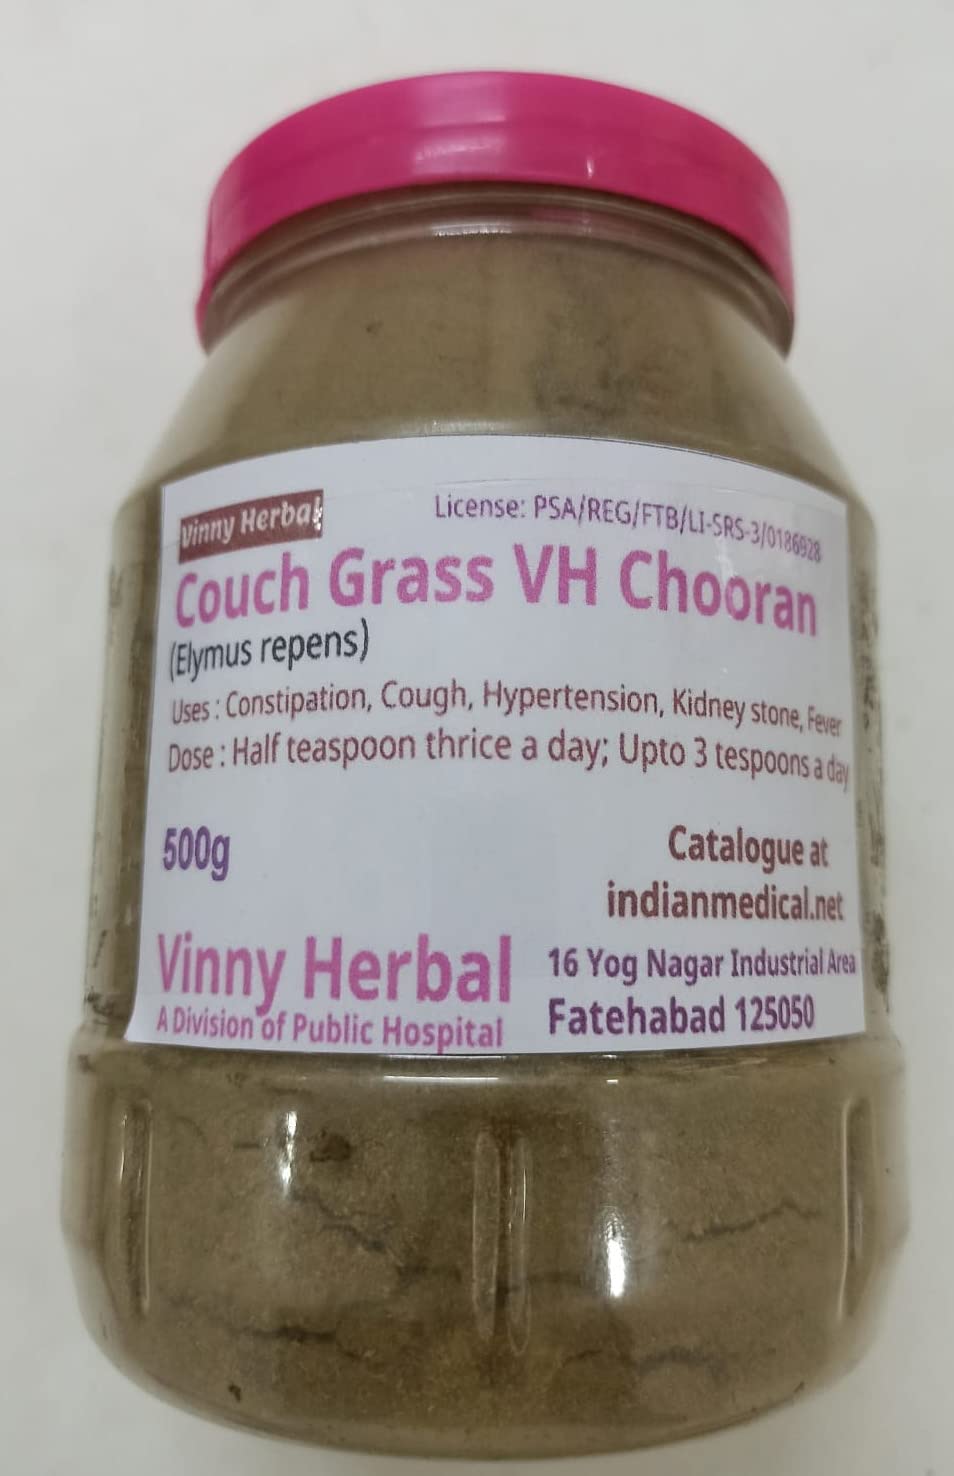 Vinny Herbal
License: PSA/REG/FTB/LI-SRS-3/0186928
Couch Grass VH Chooran
(Elymus repens)
Uses : Constipation, Cough, Hypertension, Kidney stone, Fever
Dose : Half teaspoon thrice a day; Upto 3 tespoons a day
500g
Catalogue at
indianmedical.net
Vinny Herbal
A Division of Public Hospital
16 Yog Nagar Industrial Area
Fatehabad 125050